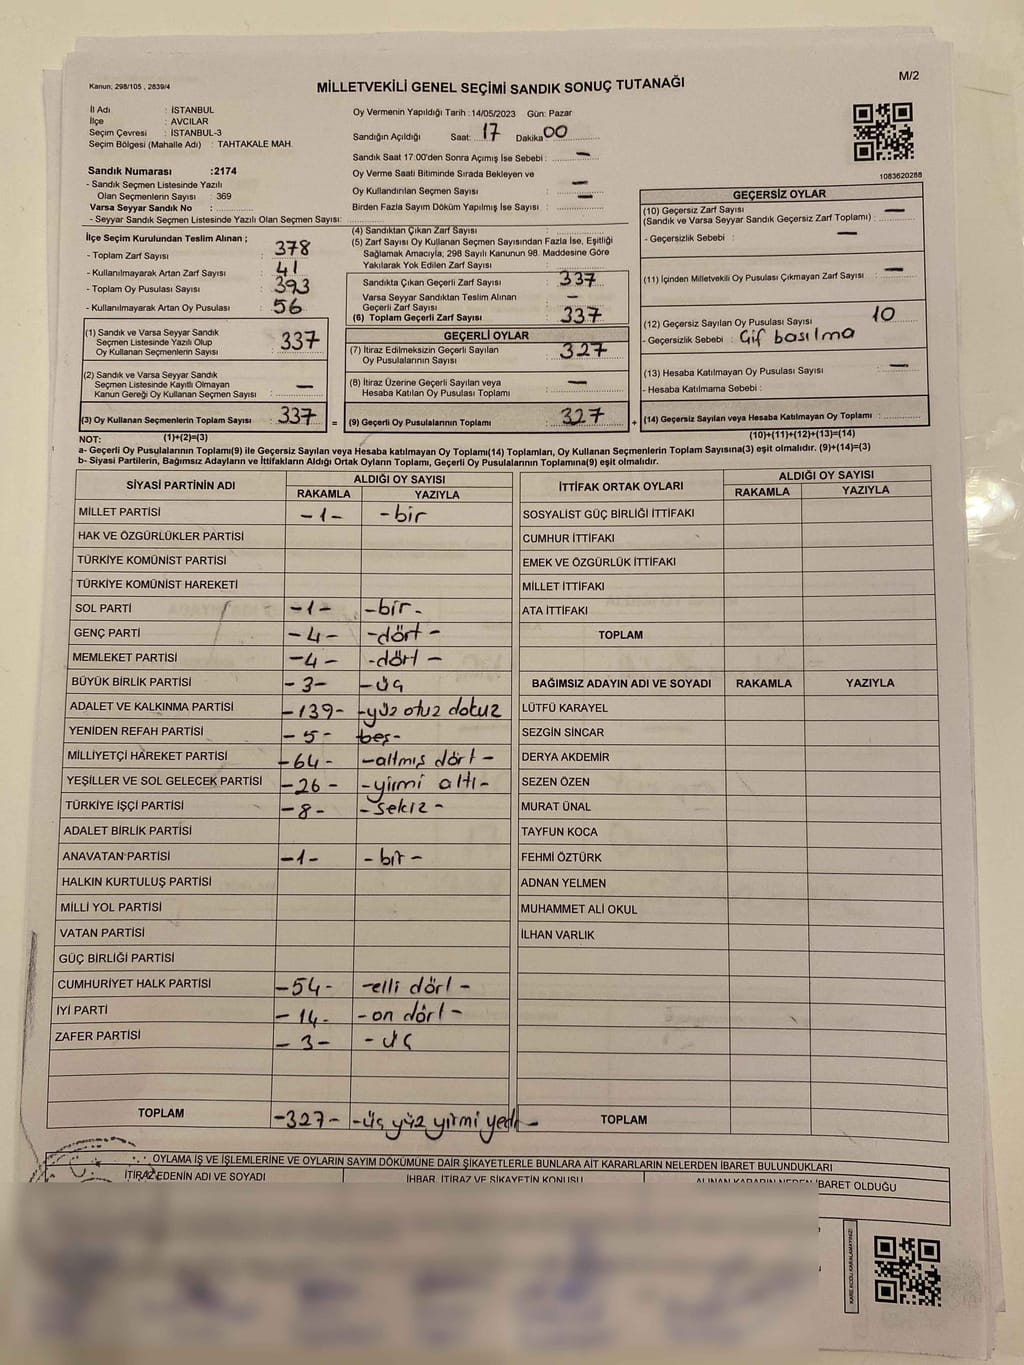 Kanun; 298/105 , 2839/4
MİLLETVEKİLİ GENEL SEÇİMİ SANDIK SONUÇ TUTANAĞI
M/2
İl Adı : İSTANBUL
İlçe : AVCILAR
Seçim Çevresi : İSTANBUL-3
Seçim Bölgesi (Mahalle Adı) : TAHTAKALE MAH.
Oy Vermenin Yapıldığı Tarih : 14/05/2023 Gün: Pazar
Sandığın Açıldığı Saat: 17 Dakika 00
Sandık Saat 17:00'den Sonra Açmış İse Sebebi : –
Oy Verme Saati Bitiminde Sırada Bekleyen ve
Oy Kullandırılan Seçmen Sayısı : –
Birden Fazla Sayım Döküm Yapılmış İse Sayısı : –
1083620288
Sandık Numarası :2174
- Sandık Seçmen Listesinde Yazılı
Olan Seçmenlerin Sayısı : 369
Varsa Seyyar Sandık No :
- Seyyar Sandık Seçmen Listesinde Yazılı Olan Seçmen Sayısı:
İlçe Seçim Kurulundan Teslim Alınan ;
- Toplam Zarf Sayısı : 378
- Kullanılmayarak Artan Zarf Sayısı : 41
- Toplam Oy Pusulası Sayısı : 393
- Kullanılmayarak Artan Oy Pusulası : 56
(1) Sandık ve Varsa Seyyar Sandık
Seçmen Listesinde Yazılı Olup
Oy Kullanan Seçmenlerin Sayısı : 337
(2) Sandık ve Varsa Seyyar Sandık
Seçmen Listesinde Kayıtlı Olmayan
Kanun Gereği Oy Kullanan Seçmen Sayısı : –
(3) Oy Kullanan Seçmenlerin Toplam Sayısı : 337
(4) Sandıktan Çıkan Zarf Sayısı :
(5) Zarf Sayısı Oy Kullanan Seçmen Sayısından Fazla İse, Eşitliği
Sağlamak Amacıyla, 298 Sayılı Kanunun 98. Maddesine Göre
Yakılarak Yok Edilen Zarf Sayısı :
Sandıkta Çıkan Geçerli Zarf Sayısı : 337
Varsa Seyyar Sandıktan Teslim Alınan
Geçerli Zarf Sayısı : –
(6) Toplam Geçerli Zarf Sayısı : 337
GEÇERLİ OYLAR
(7) İtiraz Edilmeksizin Geçerli Sayılan
Oy Pusulalarının Sayısı : 327
(8) İtiraz Üzerine Geçerli Sayılan veya
Hesaba Katılan Oy Pusulası Toplamı : –
= (9) Geçerli Oy Pusulalarının Toplamı : 327
GEÇERSİZ OYLAR
(10) Geçersiz Zarf Sayısı
(Sandık ve Varsa Seyyar Sandık Geçersiz Zarf Toplamı) : –
- Geçersizlik Sebebi : –
(11) İçinden Milletvekili Oy Pusulası Çıkmayan Zarf Sayısı : –
(12) Geçersiz Sayılan Oy Pusulası Sayısı : 10
- Geçersizlik Sebebi : Çif basılma
(13) Hesaba Katılmayan Oy Pusulası Sayısı : –
- Hesaba Katılmama Sebebi :
+ (14) Geçersiz Sayılan veya Hesaba Katılmayan Oy Toplamı :
NOT: (1)+(2)=(3) (10)+(11)+(12)+(13)=(14)
a- Geçerli Oy Pusulalarının Toplamı(9) ile Geçersiz Sayılan veya Hesaba katılmayan Oy Toplamı(14) Toplamları, Oy Kullanan Seçmenlerin Toplam Sayısına(3) eşit olmalıdır. (9)+(14)=(3)
b- Siyasi Partilerin, Bağımsız Adayların ve İttifakların Aldığı Ortak Oyların Toplamı, Geçerli Oy Pusulalarının Toplamına(9) eşit olmalıdır.
SİYASİ PARTİNİN ADI ALDIĞI OY SAYISI
RAKAMLA YAZIYLA
MİLLET PARTİSİ -1- -bir
HAK VE ÖZGÜRLÜKLER PARTİSİ
TÜRKİYE KOMÜNİST PARTİSİ
TÜRKİYE KOMÜNİST HAREKETİ
SOL PARTİ -1- -bir-
GENÇ PARTİ -4- -dört-
MEMLEKET PARTİSİ -4- -dört-
BÜYÜK BİRLİK PARTİSİ -3- -üç
ADALET VE KALKINMA PARTİSİ -139- -yüz otuz dokuz
YENİDEN REFAH PARTİSİ -5- beş-
MİLLİYETÇİ HAREKET PARTİSİ -64- -altmış dört-
YEŞİLLER VE SOL GELECEK PARTİSİ -26- -yirmi altı-
TÜRKİYE İŞÇİ PARTİSİ -8- -sekiz-
ADALET BİRLİK PARTİSİ
ANAVATAN PARTİSİ -1- -bir-
HALKIN KURTULUŞ PARTİSİ
MİLLİ YOL PARTİSİ
VATAN PARTİSİ
GÜÇ BİRLİĞİ PARTİSİ
CUMHURİYET HALK PARTİSİ -54- -elli dört-
İYİ PARTİ -14- -on dört-
ZAFER PARTİSİ -3- -üç
TOPLAM -327- -üç yüz yirmi yedi-
İTTİFAK ORTAK OYLARI ALDIĞI OY SAYISI
RAKAMLA YAZIYLA
SOSYALİST GÜÇ BİRLİĞİ İTTİFAKI
CUMHUR İTTİFAKI
EMEK VE ÖZGÜRLÜK İTTİFAKI
MİLLET İTTİFAKI
ATA İTTİFAKI
TOPLAM
BAĞIMSIZ ADAYIN ADI VE SOYADI RAKAMLA YAZIYLA
LÜTFÜ KARAYEL
SEZGİN SİNCAR
DERYA AKDEMİR
SEZEN ÖZEN
MURAT ÜNAL
TAYFUN KOCA
FEHMİ ÖZTÜRK
ADNAN YELMEN
MUHAMMET ALİ OKUL
İLHAN VARLIK
TOPLAM
OYLAMA İŞ VE İŞLEMLERİNE VE OYLARIN SAYIM DÖKÜMÜNE DAİR ŞİKAYETLERLE BUNLARA AİT KARARLARIN NELERDEN İBARET BULUNDUKLARI
İTİRAZ EDENİN ADI VE SOYADI İHBAR, İTİRAZ VE ŞİKAYETİN KONUSU ALINAN KARARIN NEDEN İBARET OLDUĞU
KARE KODU KARALAMAYINIZ!